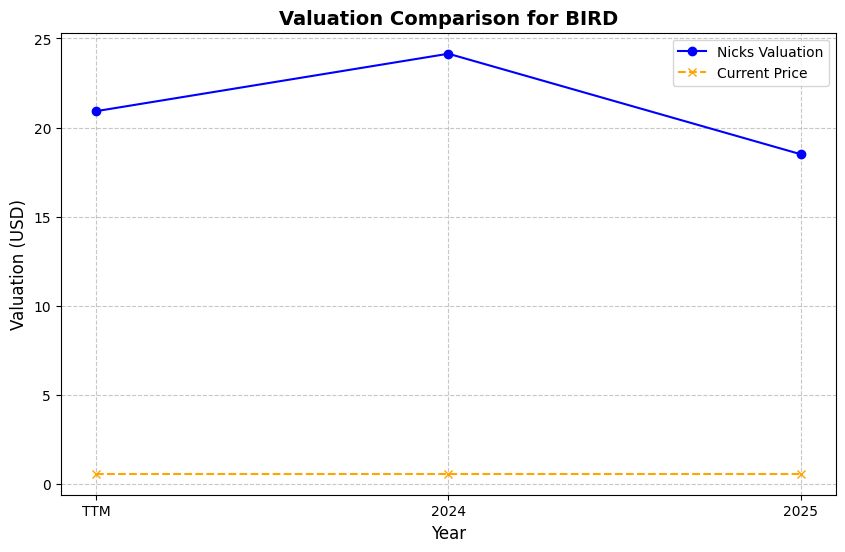 Valuation Comparison for BIRD
Nicks Valuation
Current Price
Valuation (USD)
25
20
15
10
5
0
TTM
2024
2025
Year